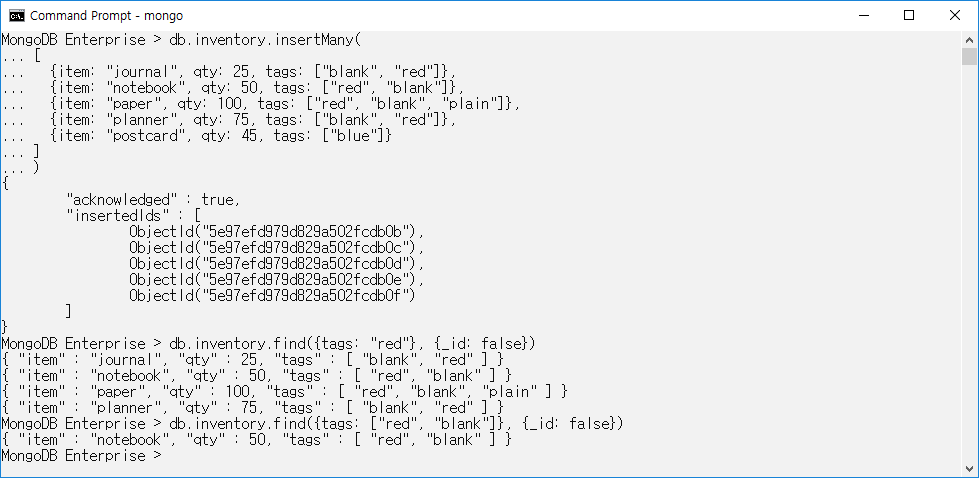 Command Prompt - mongo
MongoDB Enterprise > db.inventory.insertMany(
... [
...   {item: "journal", qty: 25, tags: ["blank", "red"]},
...   {item: "notebook", qty: 50, tags: ["red", "blank"]},
...   {item: "paper", qty: 100, tags: ["red", "blank", "plain"]},
...   {item: "planner", qty: 75, tags: ["blank", "red"]},
...   {item: "postcard", qty: 45, tags: ["blue"]}
... ]
... )
{
        "acknowledged" : true,
        "insertedIds" : [
                ObjectId("5e97efd979d829a502fcdb0b"),
                ObjectId("5e97efd979d829a502fcdb0c"),
                ObjectId("5e97efd979d829a502fcdb0d"),
                ObjectId("5e97efd979d829a502fcdb0e"),
                ObjectId("5e97efd979d829a502fcdb0f")
        ]
}
MongoDB Enterprise > db.inventory.find({tags: "red"}, {_id: false})
{ "item" : "journal", "qty" : 25, "tags" : [ "blank", "red" ] }
{ "item" : "notebook", "qty" : 50, "tags" : [ "red", "blank" ] }
{ "item" : "paper", "qty" : 100, "tags" : [ "red", "blank", "plain" ] }
{ "item" : "planner", "qty" : 75, "tags" : [ "blank", "red" ] }
MongoDB Enterprise > db.inventory.find({tags: ["red", "blank"]}, {_id: false})
{ "item" : "notebook", "qty" : 50, "tags" : [ "red", "blank" ] }
MongoDB Enterprise >